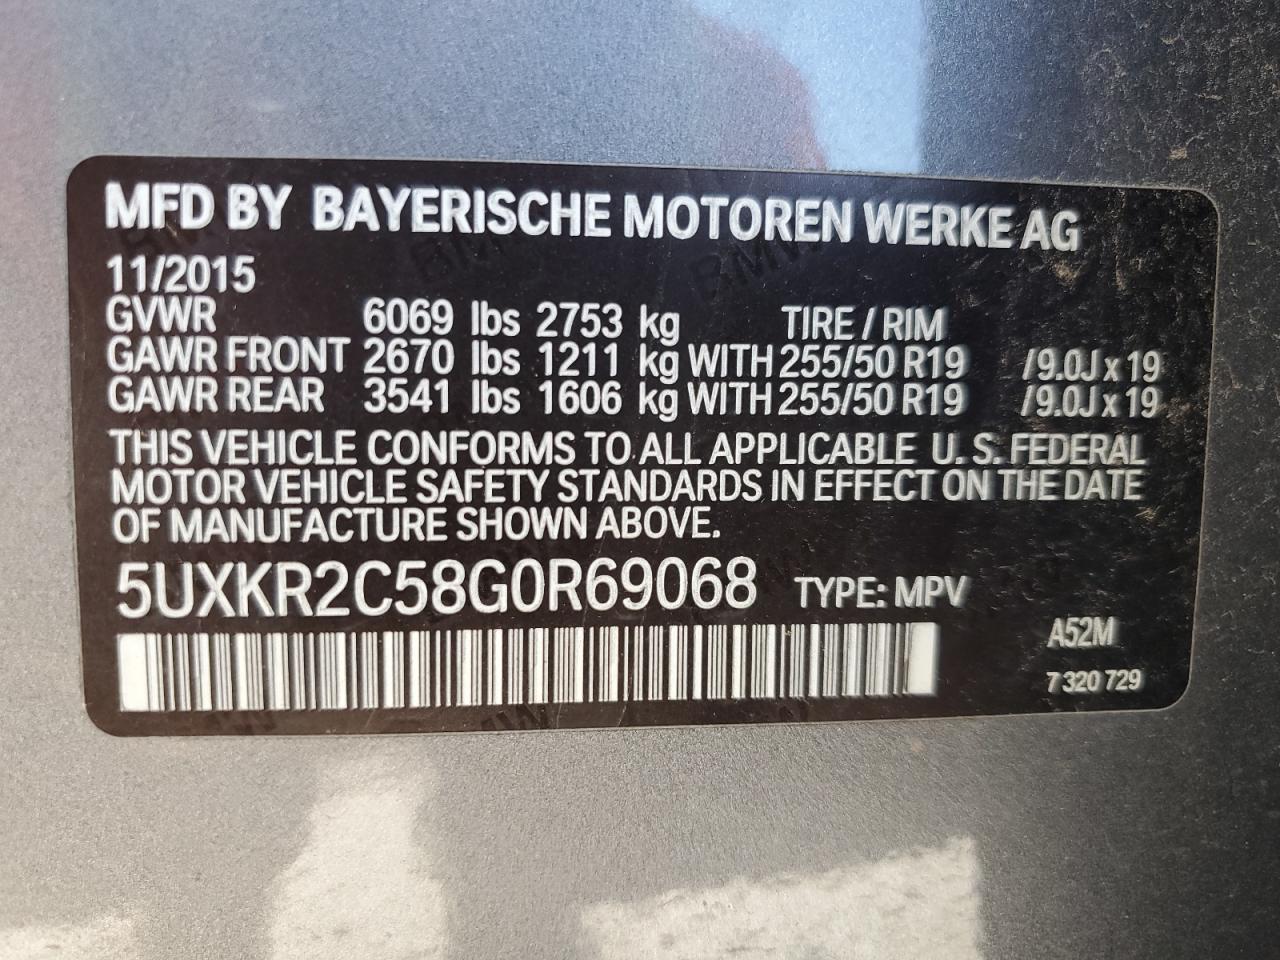 MFD BY BAYERISCHE MOTOREN WERKE AG
11/2015
GVWR 6069 lbs 2753 kg TIRE / RIM
GAWR FRONT 2670 lbs 1211 kg WITH 255/50 R19 /9.0J x 19
GAWR REAR 3541 lbs 1606 kg WITH 255/50 R19 /9.0J x 19
THIS VEHICLE CONFORMS TO ALL APPLICABLE U.S. FEDERAL
MOTOR VEHICLE SAFETY STANDARDS IN EFFECT ON THE DATE
OF MANUFACTURE SHOWN ABOVE.
5UXKR2C58G0R69068 TYPE: MPV
A52M
7 320 729